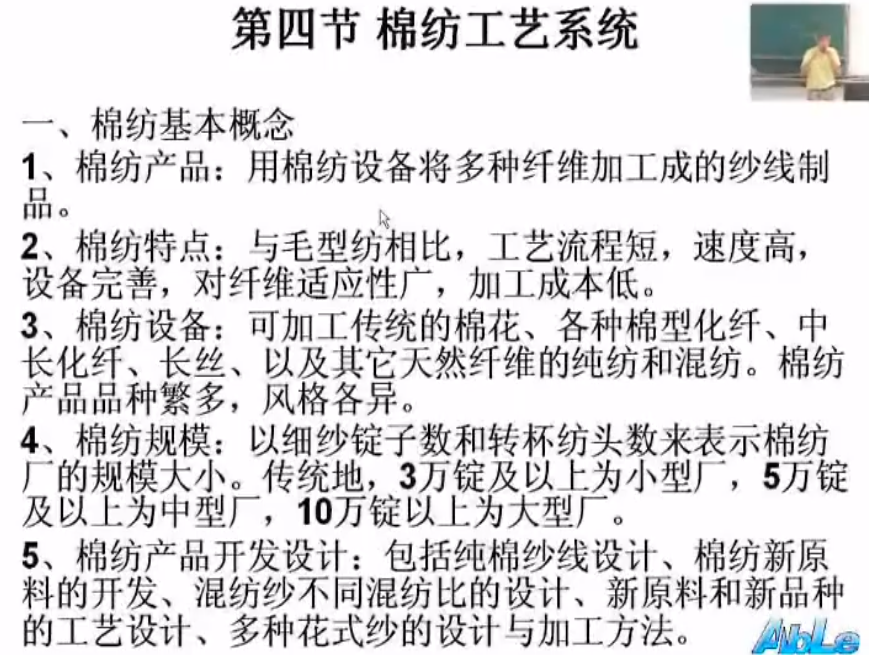 第四节 棉纺工艺系统
一、棉纺基本概念
1、棉纺产品：用棉纺设备将多种纤维加工成的纱线制
品。
2、棉纺特点：与毛型纺相比，工艺流程短，速度高，
设备完善，对纤维适应性广，加工成本低。
3、棉纺设备：可加工传统的棉花、各种棉型化纤、中
长化纤、长丝、以及其它天然纤维的纯纺和混纺。棉纺
产品品种繁多，风格各异。
4、棉纺规模：以细纱锭子数和转杯纺头数来表示棉纺
厂的规模大小。传统地，3万锭及以上为小型厂，5万锭
及以上为中型厂，10万锭以上为大型厂。
5、棉纺产品开发设计：包括纯棉纱线设计、棉纺新原
料的开发、混纺纱不同混纺比的设计、新原料和新品种
的工艺设计、多种花式纱的设计与加工方法。
AbLe